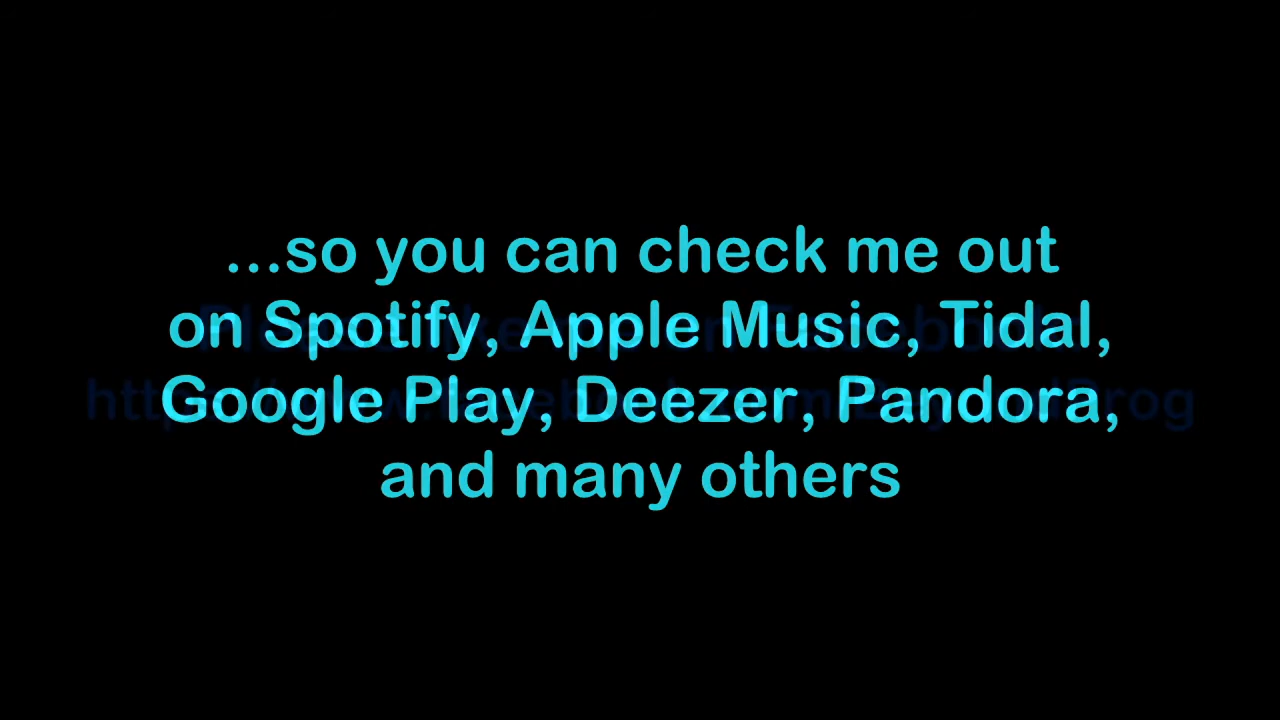 ...so you can check me out
on Spotify, Apple Music, Tidal,
Google Play, Deezer, Pandora,
and many others